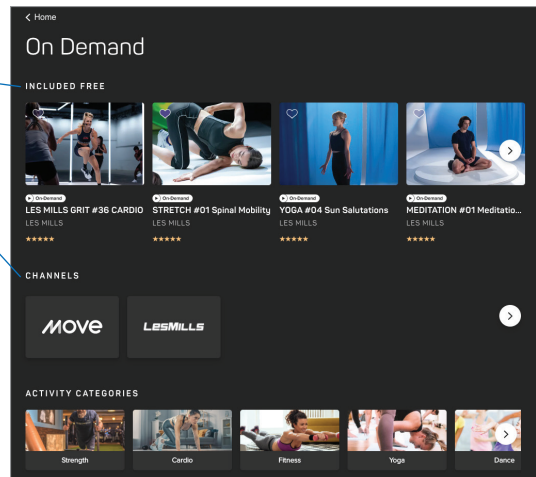 Home
On Demand
INCLUDED FREE
On-Demand On-Demand On-Demand On-Demand
LES MILLS GRIT #36 CARDIO STRETCH #01 Spinal Mobility YOGA #04 Sun Salutations MEDITATION #01 Meditatio...
LES MILLS LES MILLS LES MILLS LES MILLS
CHANNELS
MOVE LESMILLS
ACTIVITY CATEGORIES
Strength Cardio Fitness Yoga Dance